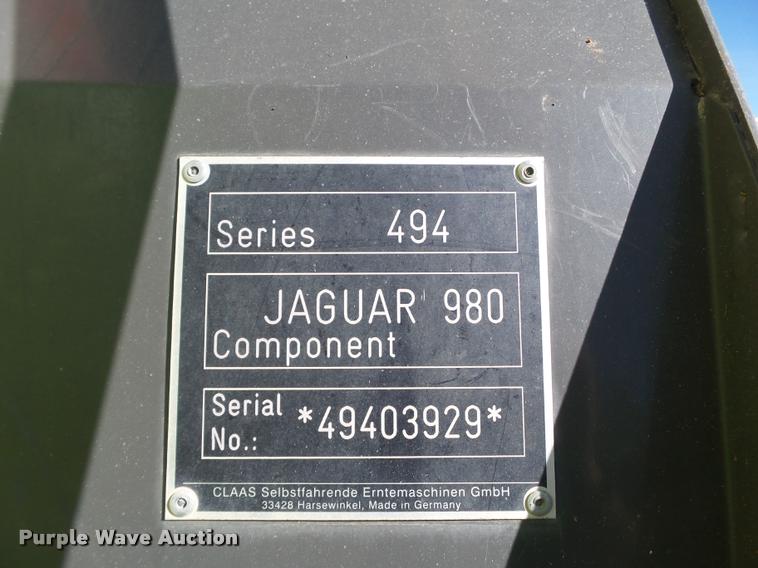 Series 494
JAGUAR 980
Component
Serial
No.: *49403929*
CLAAS Selbstfahrende Erntemaschinen GmbH
33428 Harsewinkel, Made in Germany
Purple Wave Auction